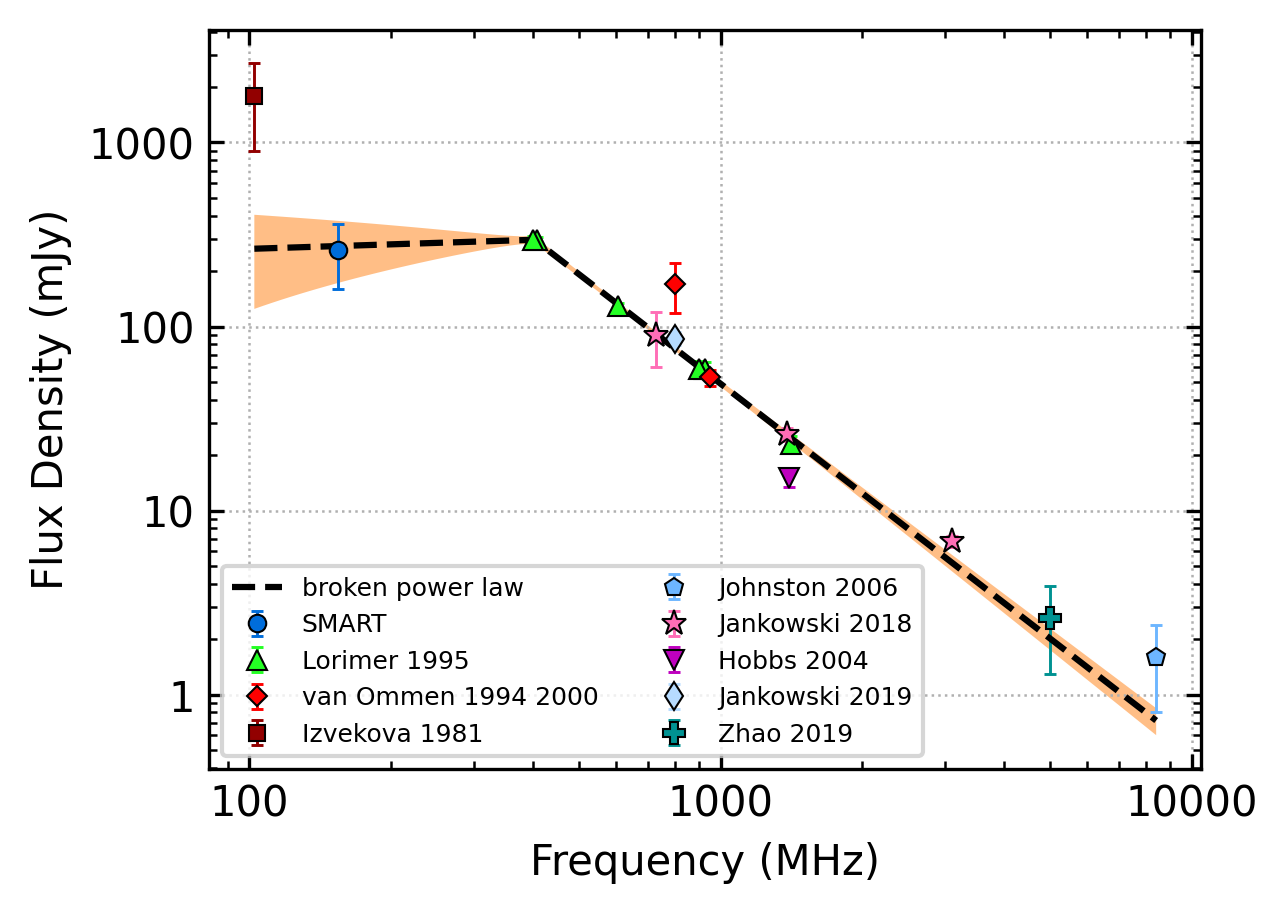 1000
100
10
1
Flux Density (mJy)
broken power law
SMART
Lorimer 1995
van Ommen 1994 2000
Izvekova 1981
Johnston 2006
Jankowski 2018
Hobbs 2004
Jankowski 2019
Zhao 2019
100
1000
10000
Frequency (MHz)